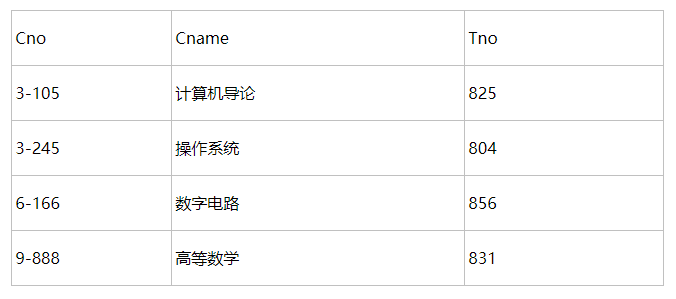 Cno Cname Tno
3-105 计算机导论 825
3-245 操作系统 804
6-166 数字电路 856
9-888 高等数学 831